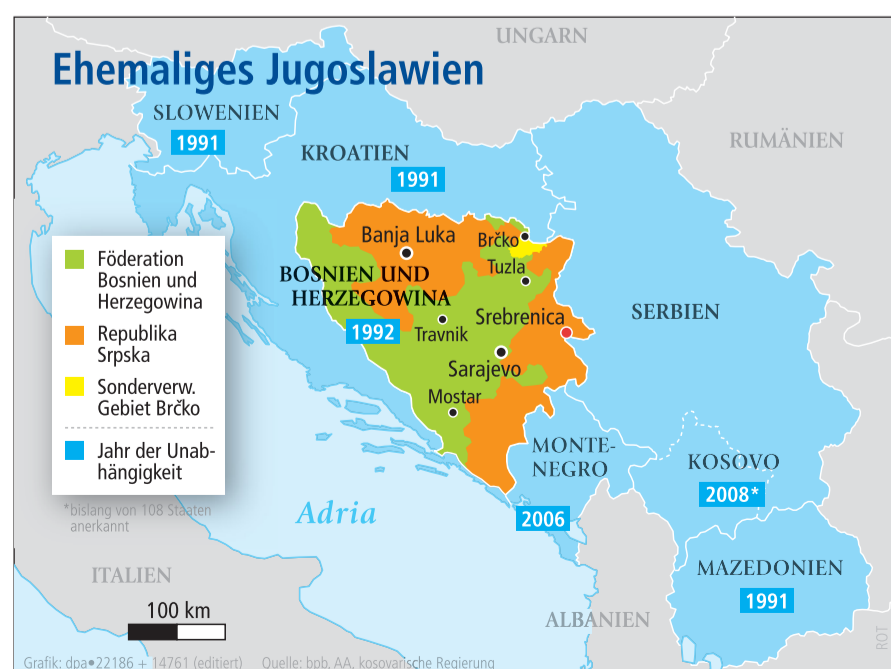 UNGARN
Ehemaliges Jugoslawien
SLOWENIEN
1991
RUMÄNIEN
KROATIEN
1991
Föderation
Bosnien und
Herzegowina
Republika
Srpska
Sonderverw.
Gebiet Brčko
Jahr der Unab-
hängigkeit
*bislang von 108 Staaten
anerkannt
Banja Luka
Brčko
Tuzla
BOSNIEN UND
HERZEGOWINA
1992
Travnik
Srebrenica
Sarajevo
Mostar
SERBIEN
MONTE-
NEGRO
2006
KOSOVO
2008*
Adria
MAZEDONIEN
1991
ITALIEN
ALBANIEN
100 km
ROT
Grafik: dpa•22186 + 14761 (editiert) Quelle: bpb, AA, kosovarische Regierung